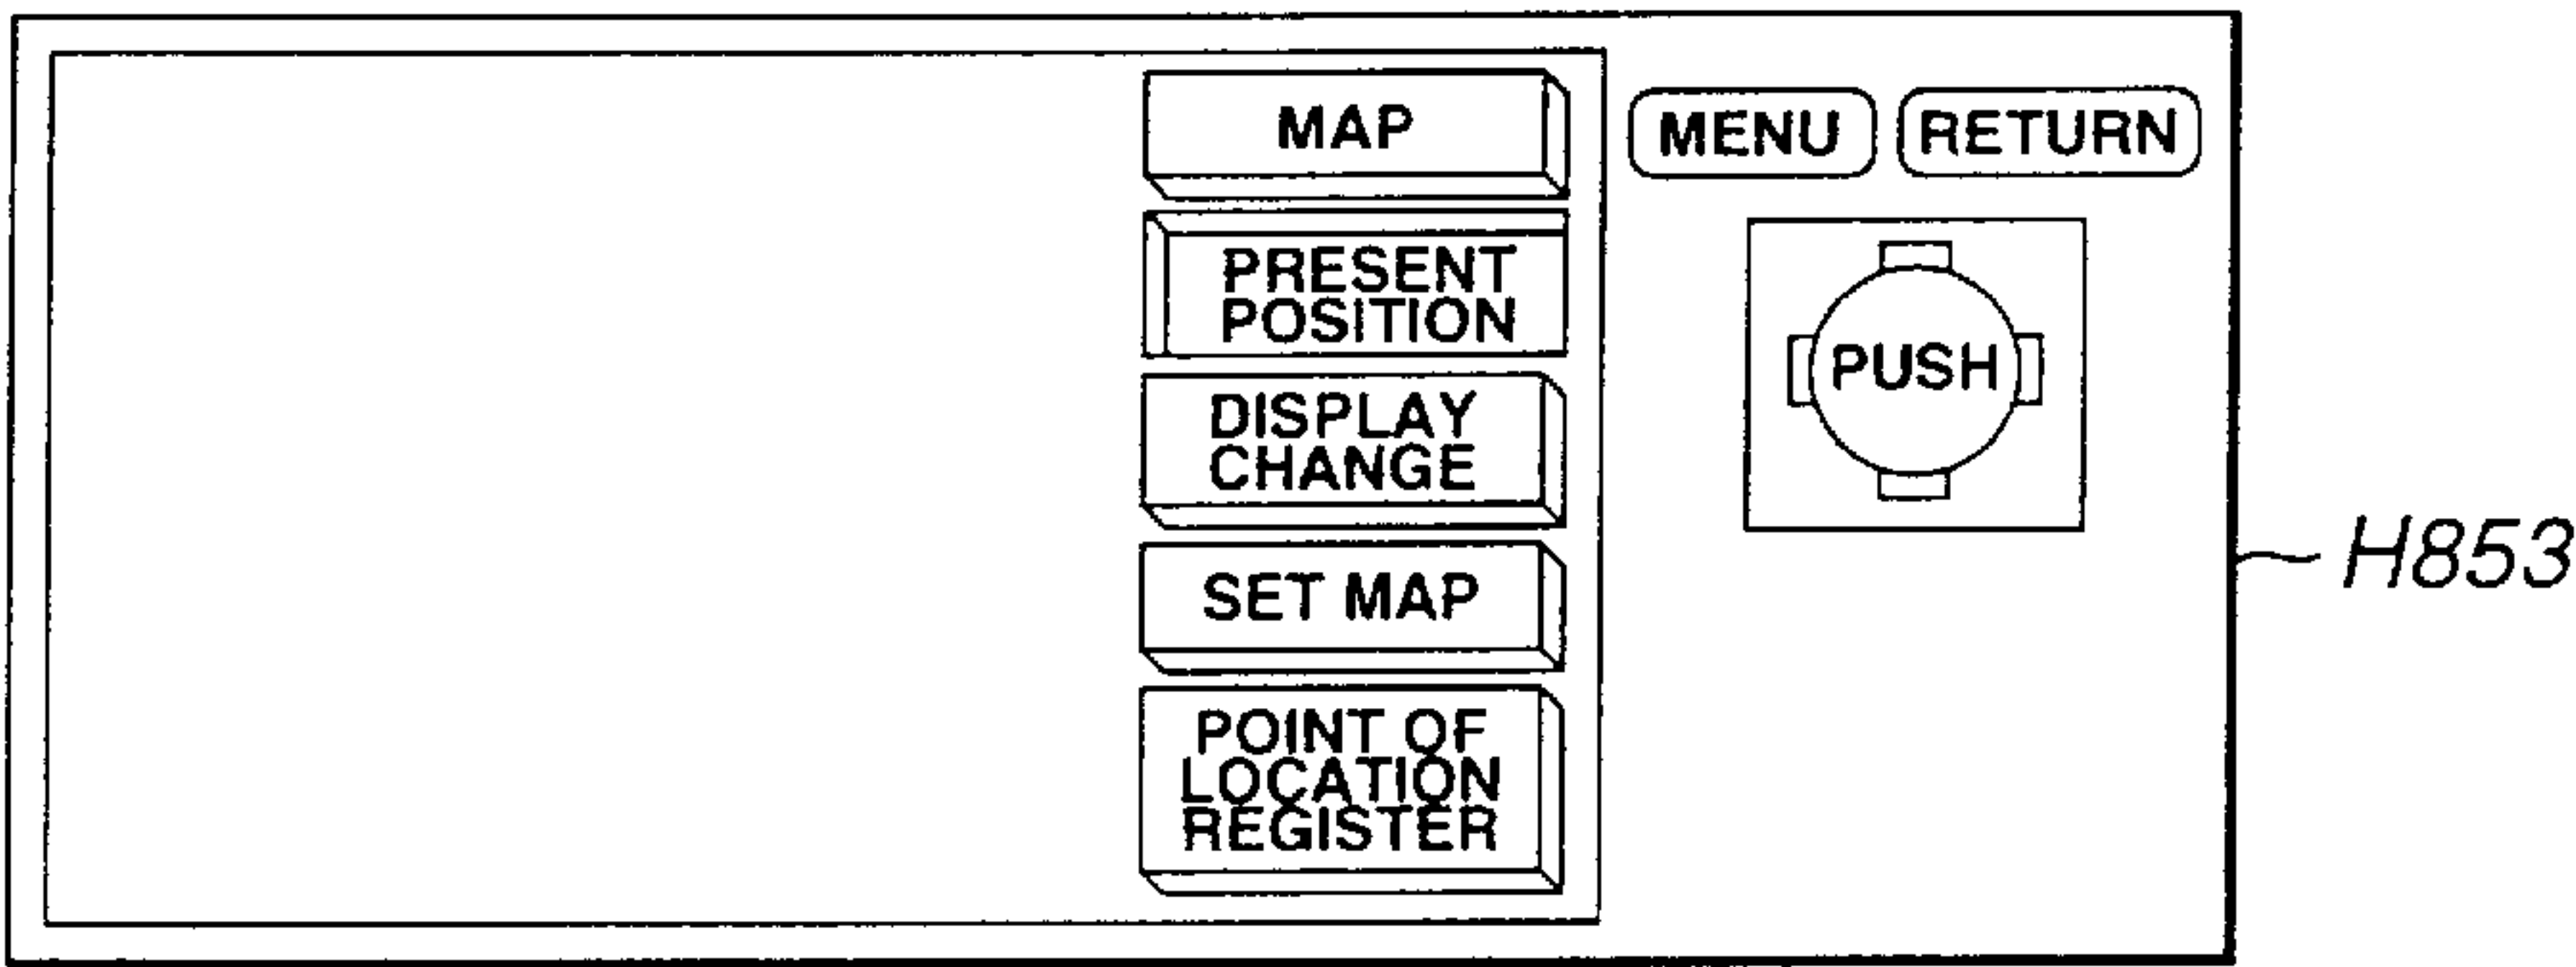 MAP
PRESENT
POSITION
DISPLAY
CHANGE
SET MAP
POINT OF
LOCATION
REGISTER
MENU
RETURN
PUSH
H853